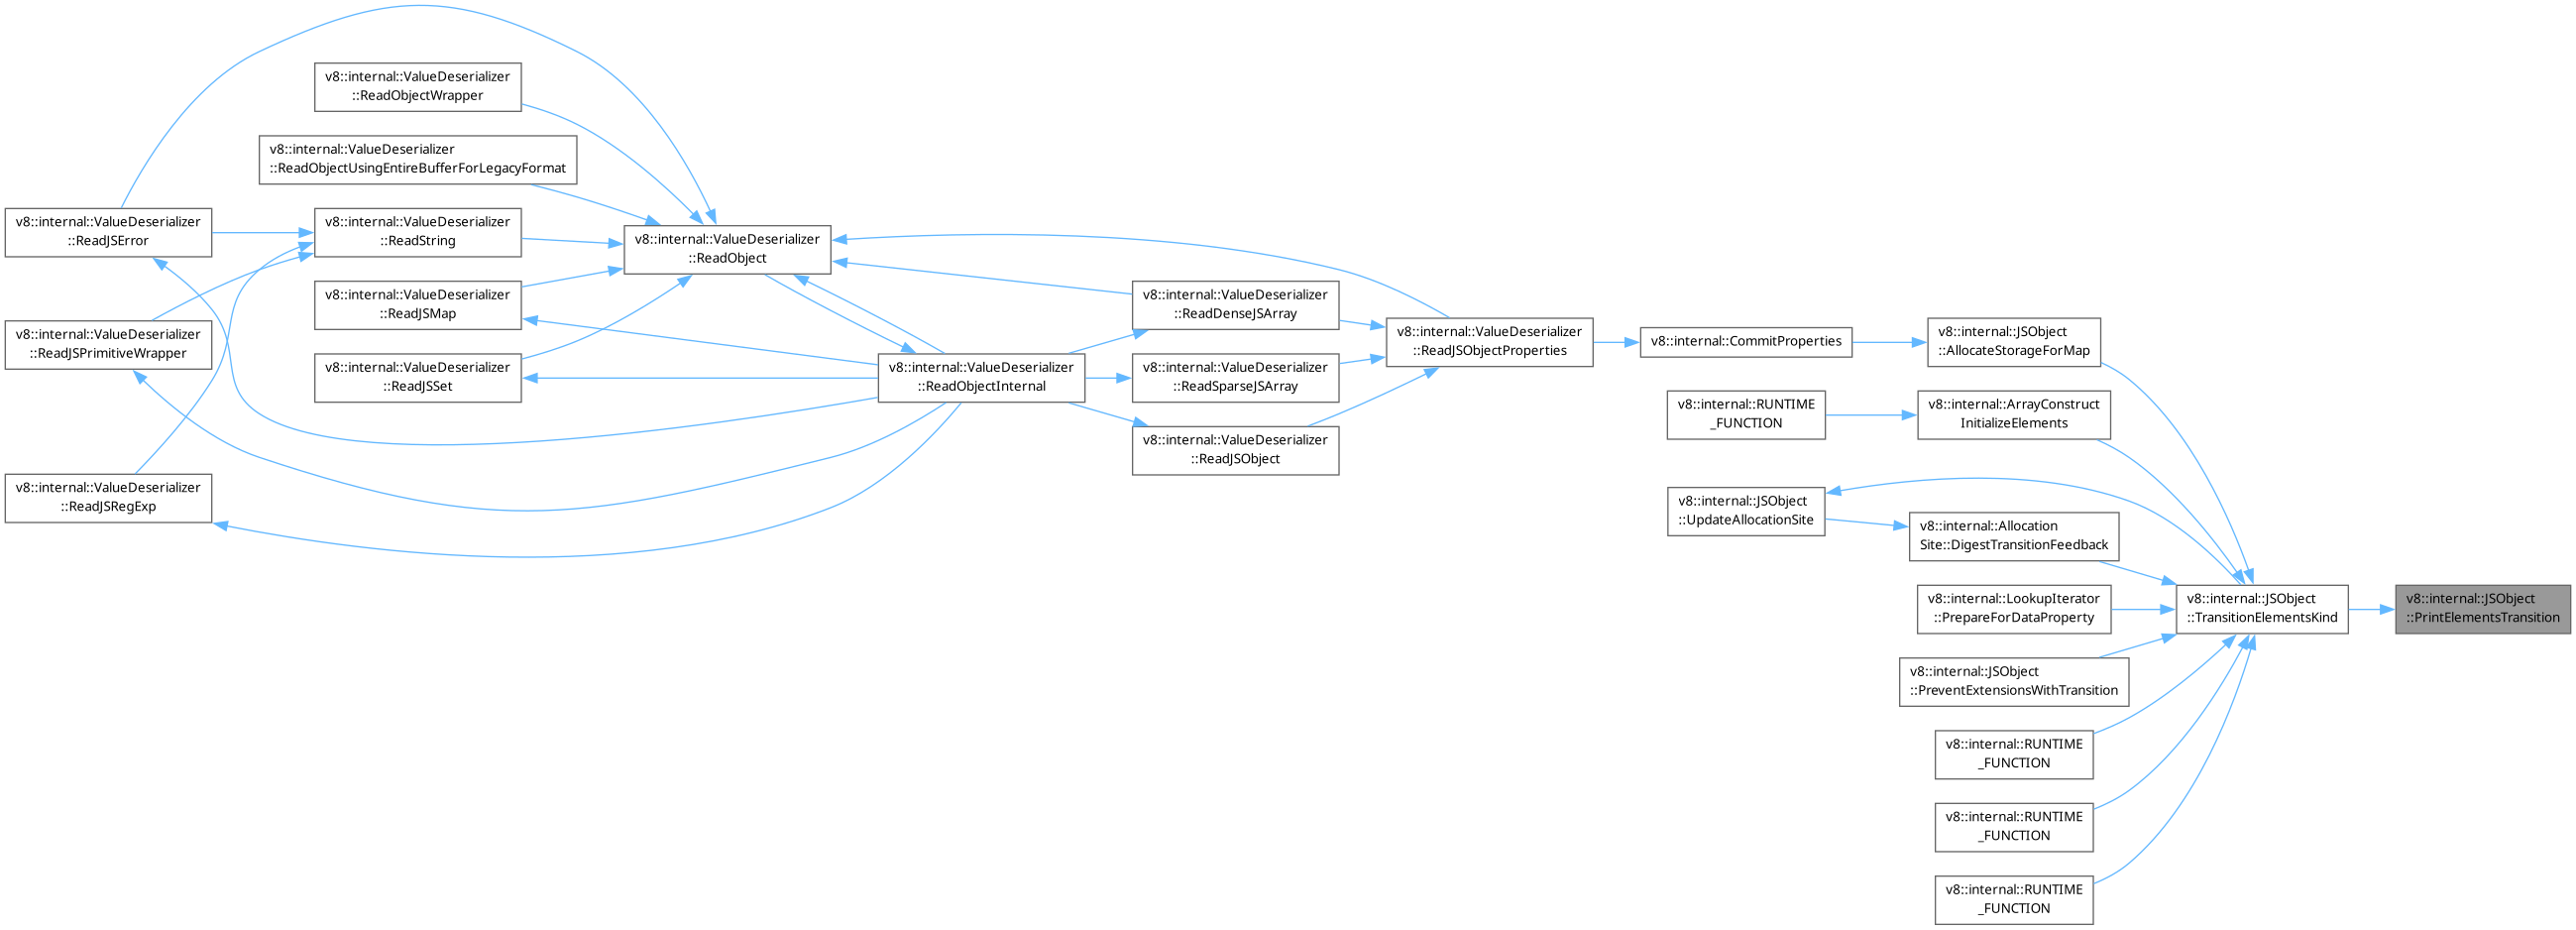 v8::internal::ValueDeserializer
::ReadObjectWrapper
v8::internal::ValueDeserializer
::ReadObjectUsingEntireBufferForLegacyFormat
v8::internal::ValueDeserializer
::ReadJSError
v8::internal::ValueDeserializer
::ReadString
v8::internal::ValueDeserializer
::ReadObject
v8::internal::ValueDeserializer
::ReadJSMap
v8::internal::ValueDeserializer
::ReadDenseJSArray
v8::internal::ValueDeserializer
::ReadJSPrimitiveWrapper
v8::internal::ValueDeserializer
::ReadJSSet
v8::internal::ValueDeserializer
::ReadObjectInternal
v8::internal::ValueDeserializer
::ReadSparseJSArray
v8::internal::ValueDeserializer
::ReadJSObjectProperties
v8::internal::CommitProperties
v8::internal::JSObject
::AllocateStorageForMap
v8::internal::RUNTIME
_FUNCTION
v8::internal::ArrayConstruct
InitializeElements
v8::internal::ValueDeserializer
::ReadJSObject
v8::internal::ValueDeserializer
::ReadJSRegExp
v8::internal::JSObject
::UpdateAllocationSite
v8::internal::Allocation
Site::DigestTransitionFeedback
v8::internal::LookupIterator
::PrepareForDataProperty
v8::internal::JSObject
::TransitionElementsKind
v8::internal::JSObject
::PrintElementsTransition
v8::internal::JSObject
::PreventExtensionsWithTransition
v8::internal::RUNTIME
_FUNCTION
v8::internal::RUNTIME
_FUNCTION
v8::internal::RUNTIME
_FUNCTION